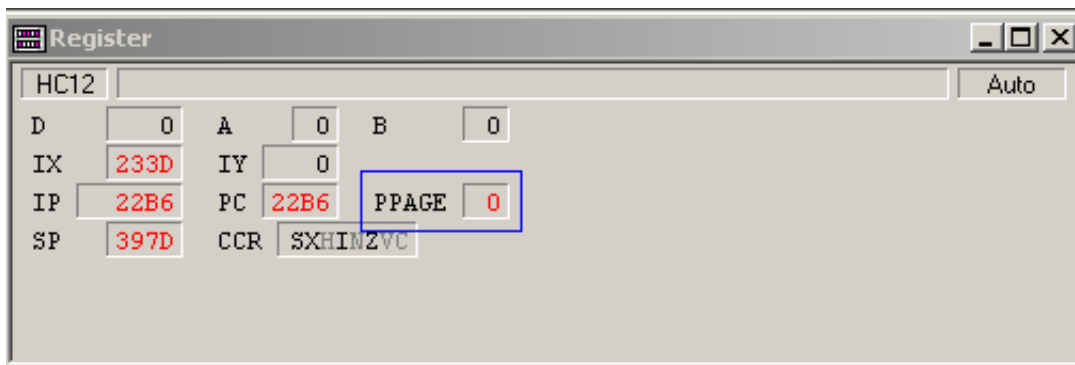 Register
HC12 Auto
D 0 A 0 B 0
IX 233D IY 0
IP 22B6 PC 22B6 PPAGE 0
SP 397D CCR SXHINZVC